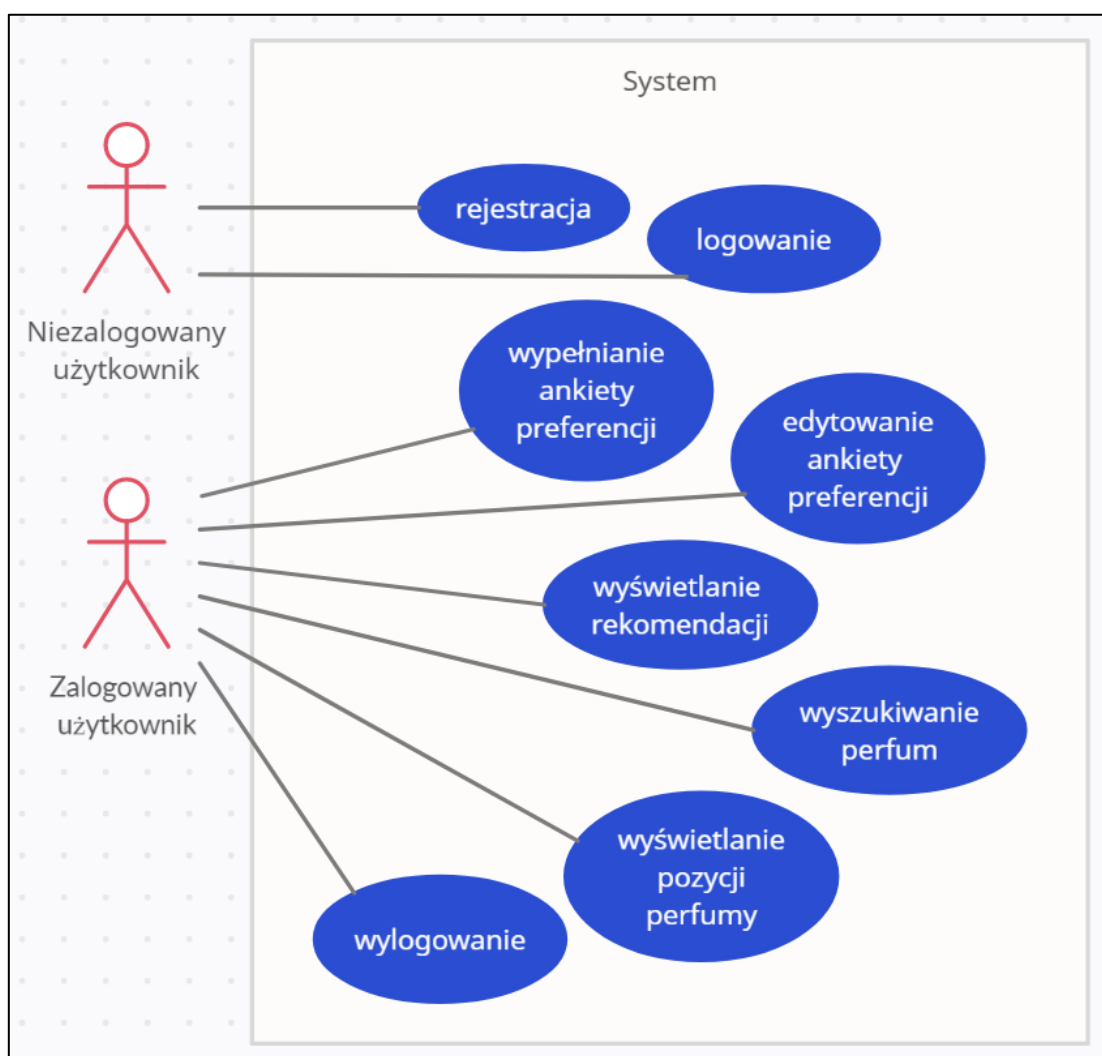 System
rejestracja
logowanie
Niezalogowany
użytkownik
wypełnianie
ankiety
preferencji
edytowanie
ankiety
preferencji
wyświetlanie
rekomendacji
Zalogowany
użytkownik
wyszukiwanie
perfum
wyświetlanie
pozycji
perfumy
wylogowanie